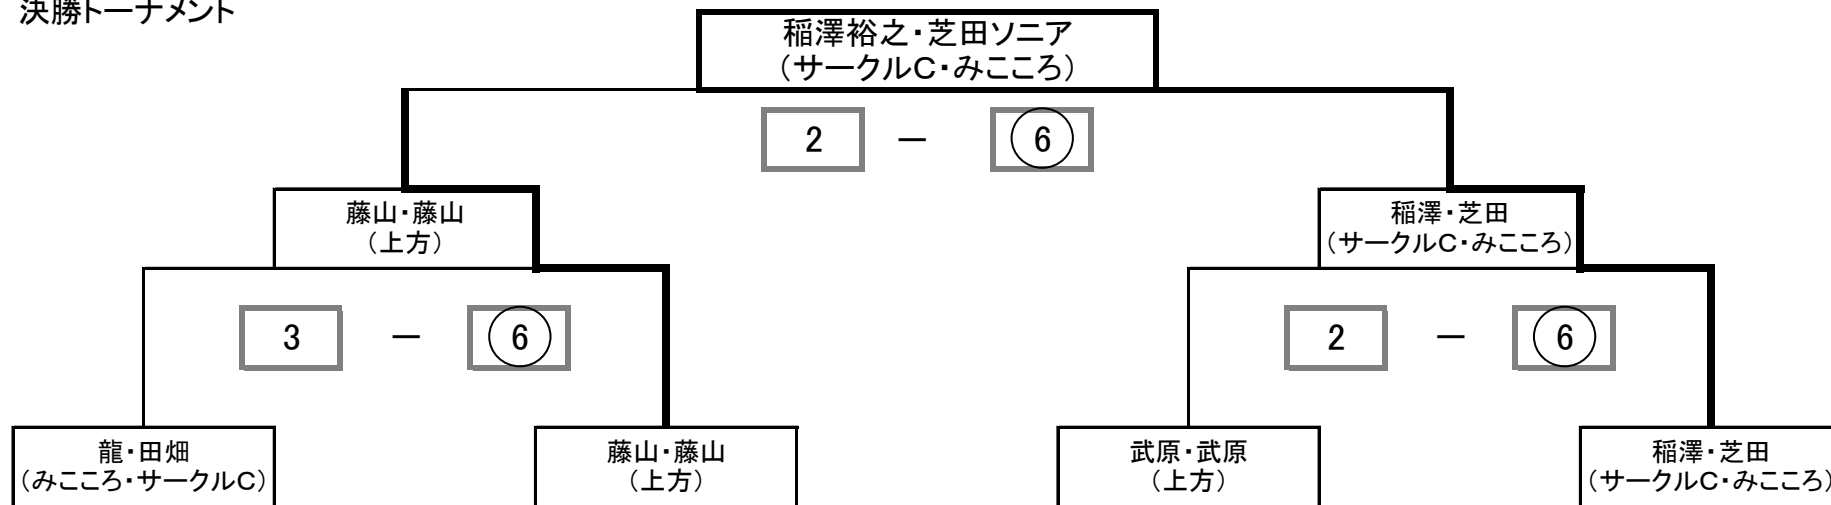 決勝トーナメント
稲澤裕之・芝田ソニア
（サークルC・みこころ）
2 － 6
藤山・藤山
（上方）
稲澤・芝田
（サークルC・みこころ）
3 － 6
2 － 6
龍・田畑
（みこころ・サークルC）
藤山・藤山
（上方）
武原・武原
（上方）
稲澤・芝田
（サークルC・みこころ）